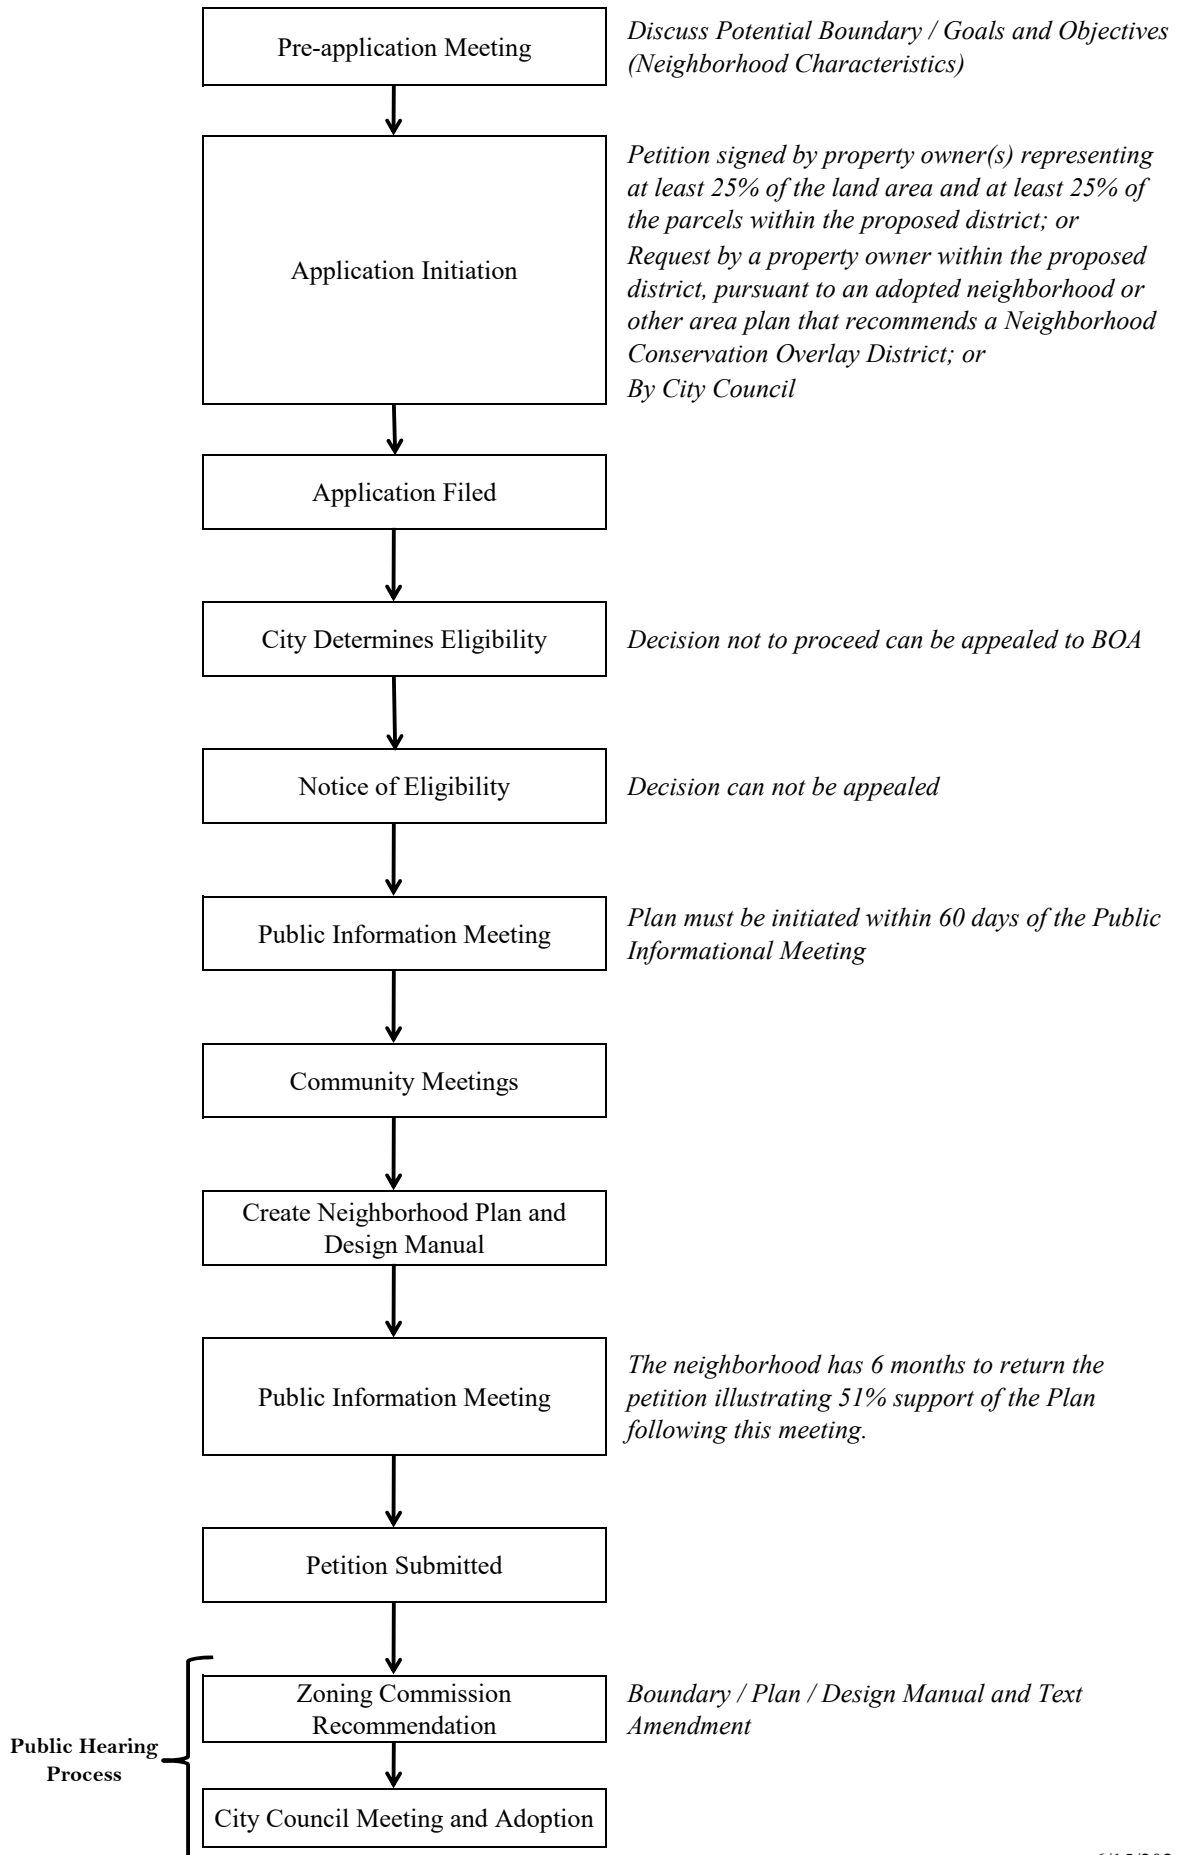 Pre-application Meeting
Discuss Potential Boundary / Goals and Objectives
(Neighborhood Characteristics)
Application Initiation
Petition signed by property owner(s) representing
at least 25% of the land area and at least 25% of
the parcels within the proposed district; or
Request by a property owner within the proposed
district, pursuant to an adopted neighborhood or
other area plan that recommends a Neighborhood
Conservation Overlay District; or
By City Council
Application Filed
City Determines Eligibility
Decision not to proceed can be appealed to BOA
Notice of Eligibility
Decision can not be appealed
Public Information Meeting
Plan must be initiated within 60 days of the Public
Informational Meeting
Community Meetings
Create Neighborhood Plan and
Design Manual
Public Information Meeting
The neighborhood has 6 months to return the
petition illustrating 51% support of the Plan
following this meeting.
Petition Submitted
Zoning Commission
Recommendation
Boundary / Plan / Design Manual and Text
Amendment
Public Hearing
Process
City Council Meeting and Adoption